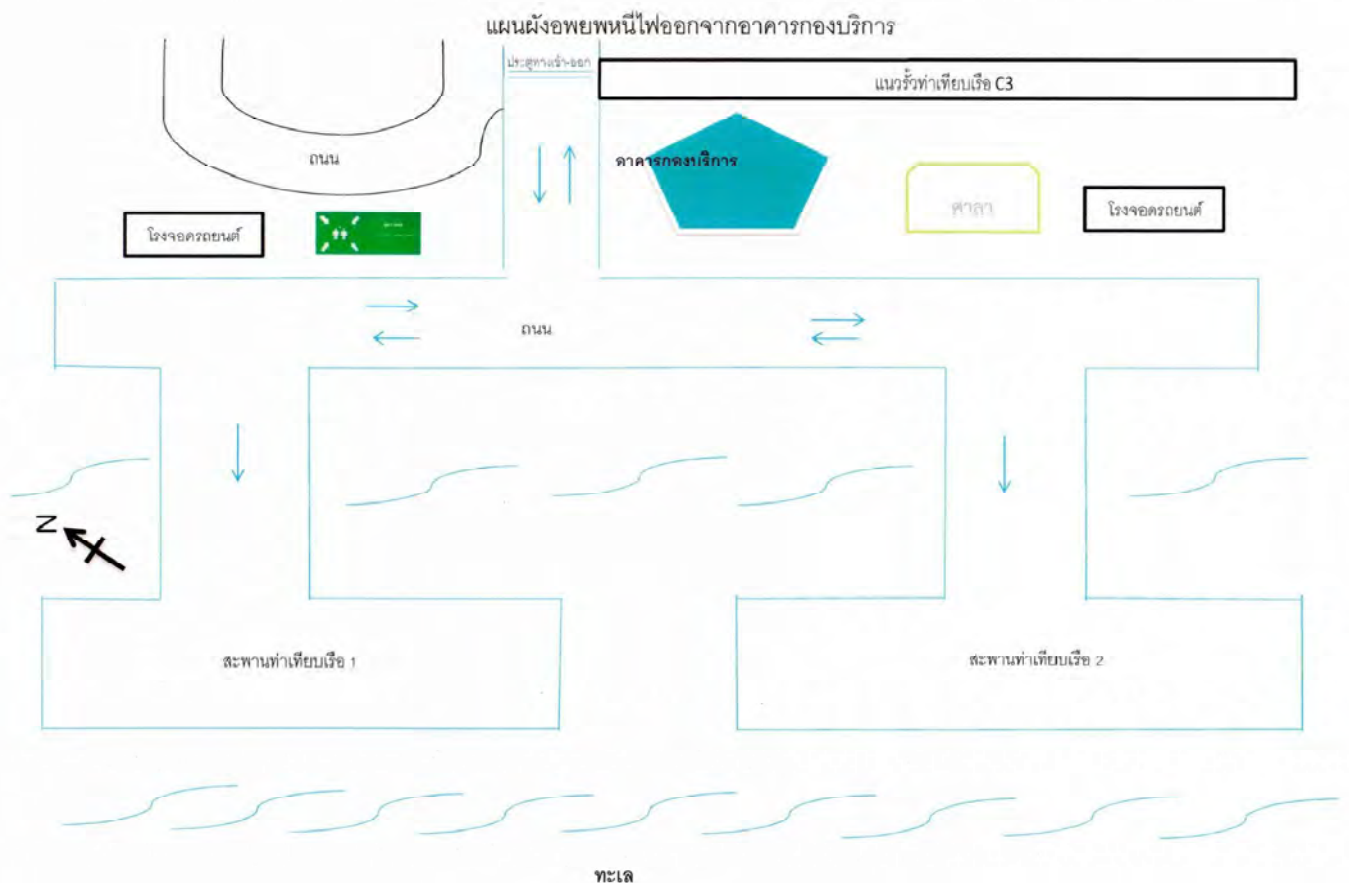 แผนผังอพยพหนีไฟออกจากอาคารกองบริการ
ประตูทางเข้า-ออก
แนวรั้วท่าเทียบเรือ C3
ถนน
อาคารกองบริการ
ศาลา
โรงจอดรถยนต์
โรงจอดรถยนต์
ถนน
N
สะพานท่าเทียบเรือ 1
สะพานท่าเทียบเรือ 2
ทะเล